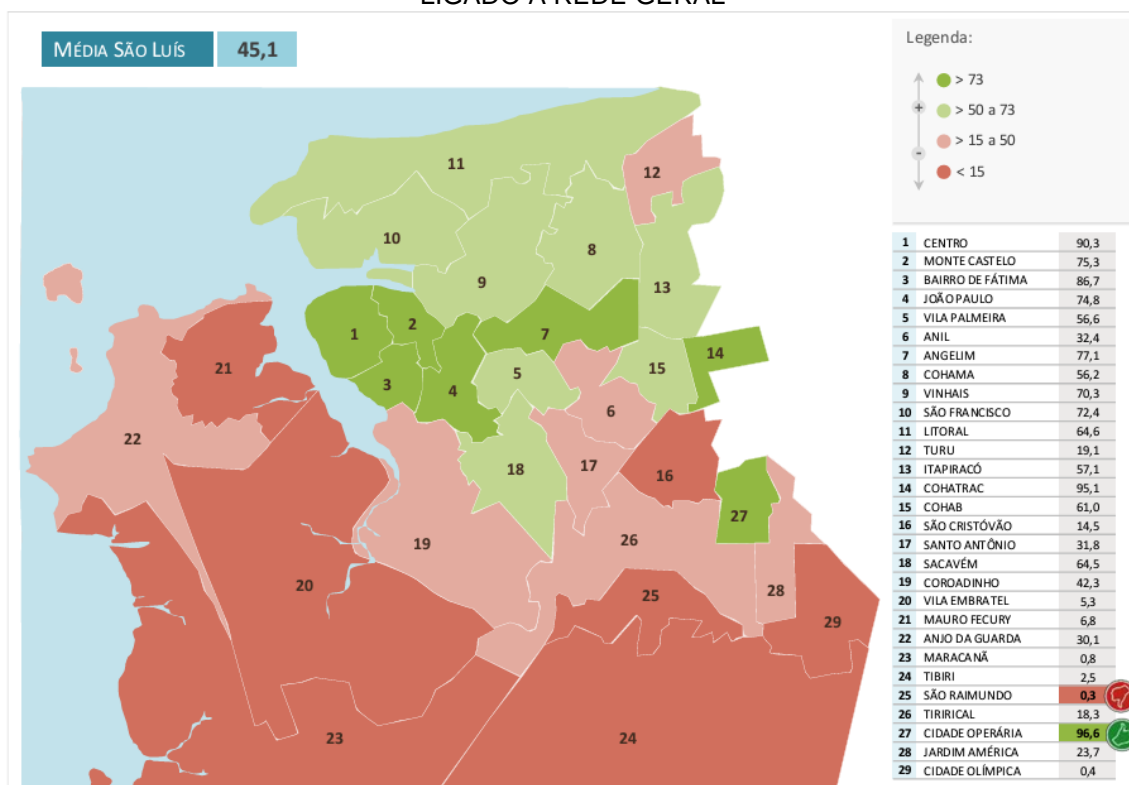 LIGADO À REDE GERAL
MÉDIA SÃO LUÍS 45,1
Legenda:
> 73
+ > 50 a 73
- > 15 a 50
< 15
11
12
10
8
9
13
1
2
7
14
21
3
4
5
15
6
22
18
17
16
27
19
26
20
25
28
29
23
24
1 CENTRO 90,3
2 MONTE CASTELO 75,3
3 BAIRRO DE FÁTIMA 86,7
4 JOÃO PAULO 74,8
5 VILA PALMEIRA 56,6
6 ANIL 32,4
7 ANGELIM 77,1
8 COHAMA 56,2
9 VINHAIS 70,3
10 SÃO FRANCISCO 72,4
11 LITORAL 64,6
12 TURU 19,1
13 ITAPIRACÓ 57,1
14 COHATRAC 95,1
15 COHAB 61,0
16 SÃO CRISTÓVÃO 14,5
17 SANTO ANTÔNIO 31,8
18 SACAVÉM 64,5
19 COROADINHO 42,3
20 VILA EMBRATEL 5,3
21 MAURO FECURY 6,8
22 ANJO DA GUARDA 30,1
23 MARACANÃ 0,8
24 TIBIRI 2,5
25 SÃO RAIMUNDO 0,3
26 TIRIRICAL 18,3
27 CIDADE OPERÁRIA 96,6
28 JARDIM AMÉRICA 23,7
29 CIDADE OLÍMPICA 0,4